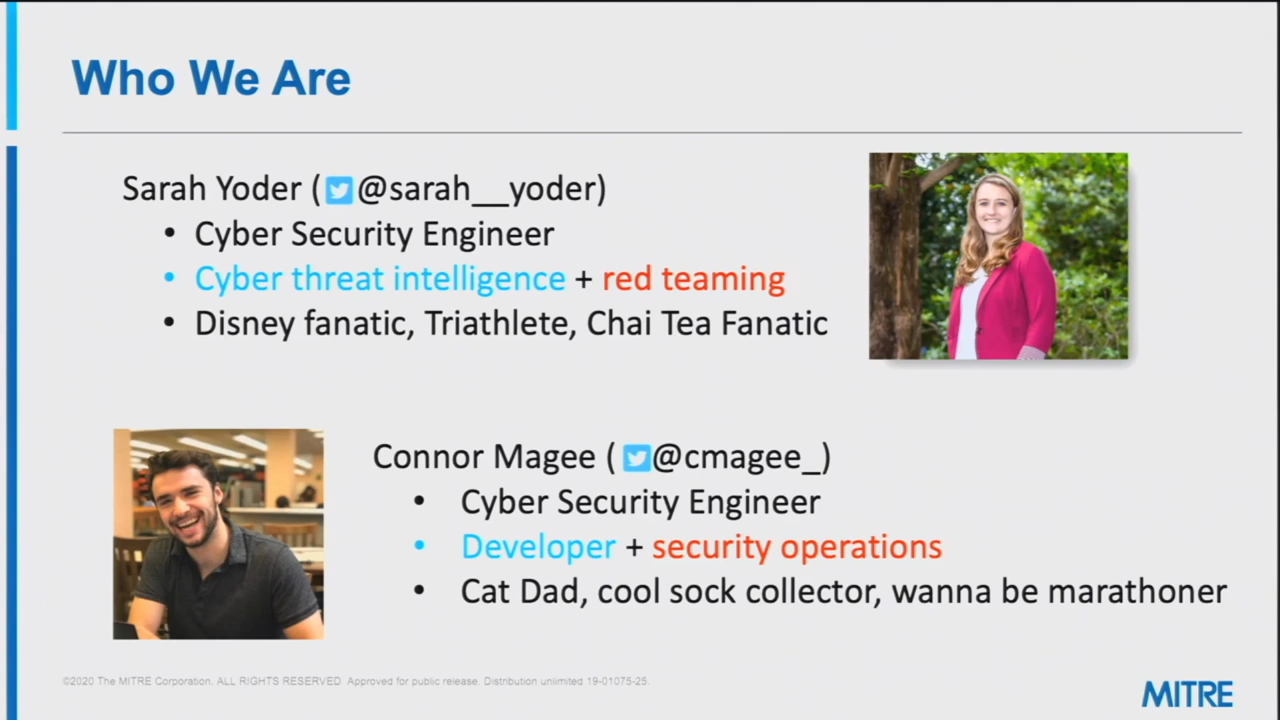 Who We Are
Sarah Yoder ( @sarah__yoder)
• Cyber Security Engineer
• Cyber threat intelligence + red teaming
• Disney fanatic, Triathlete, Chai Tea Fanatic
Connor Magee ( @cmagee_)
• Cyber Security Engineer
• Developer + security operations
• Cat Dad, cool sock collector, wanna be marathoner
©2020 The MITRE Corporation. ALL RIGHTS RESERVED Approved for public release. Distribution unlimited 19-01075-25.
MITRE